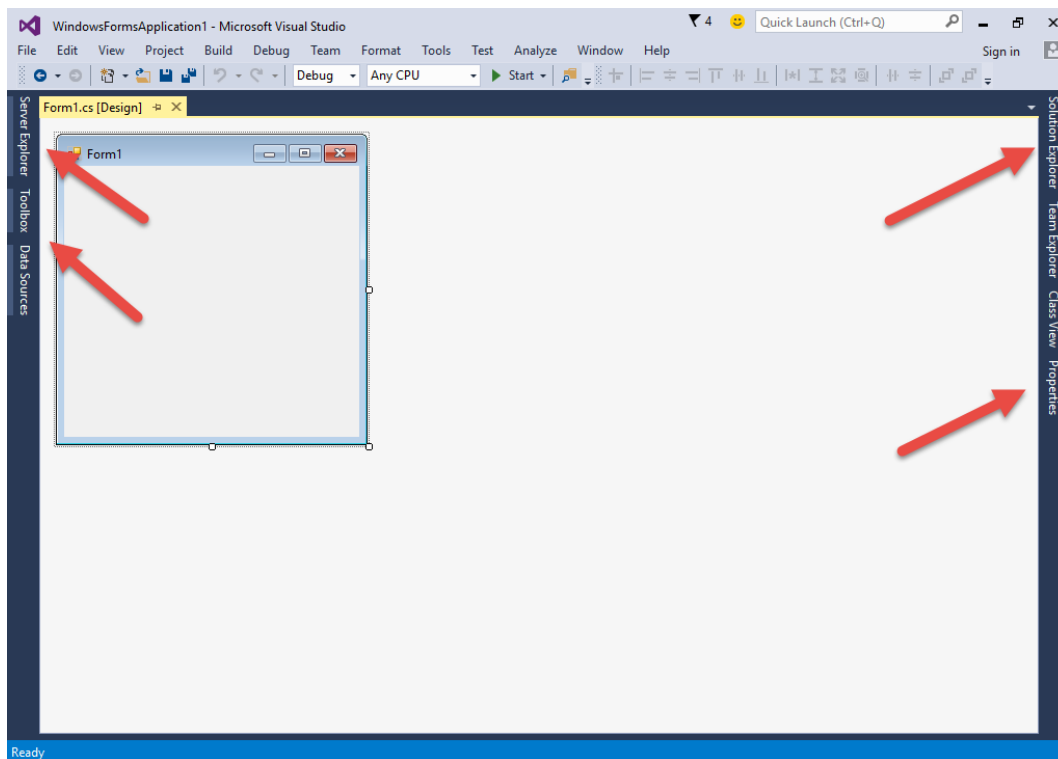 WindowsFormsApplication1 - Microsoft Visual Studio
4
Quick Launch (Ctrl+Q)
File Edit View Project Build Debug Team Format Tools Test Analyze Window Help
Sign in
Debug
Any CPU
Start
Form1.cs [Design]
Server Explorer
Toolbox
Data Sources
Form1
Solution Explorer
Team Explorer
Class View
Properties
Ready